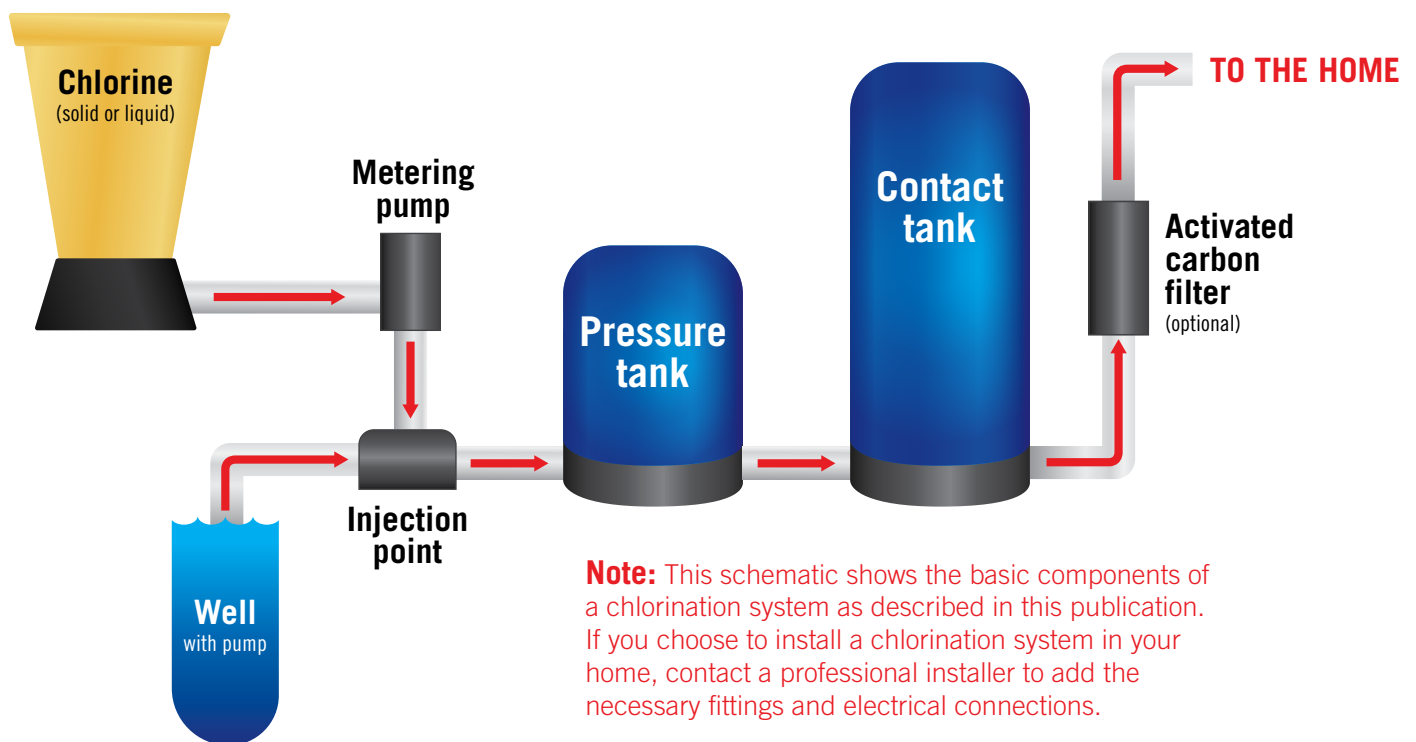 Chlorine
(solid or liquid)
Metering
pump
Injection
point
Well
with pump
Pressure
tank
Contact
tank
Activated
carbon
filter
(optional)
TO THE HOME
Note: This schematic shows the basic components of
a chlorination system as described in this publication.
If you choose to install a chlorination system in your
home, contact a professional installer to add the
necessary fittings and electrical connections.